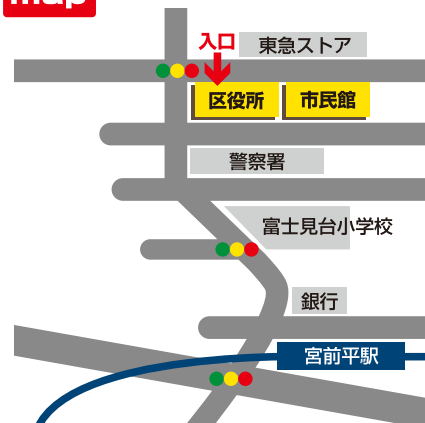 map
入口
東急ストア
区役所
市民館
警察署
富士見台小学校
銀行
宮前平駅